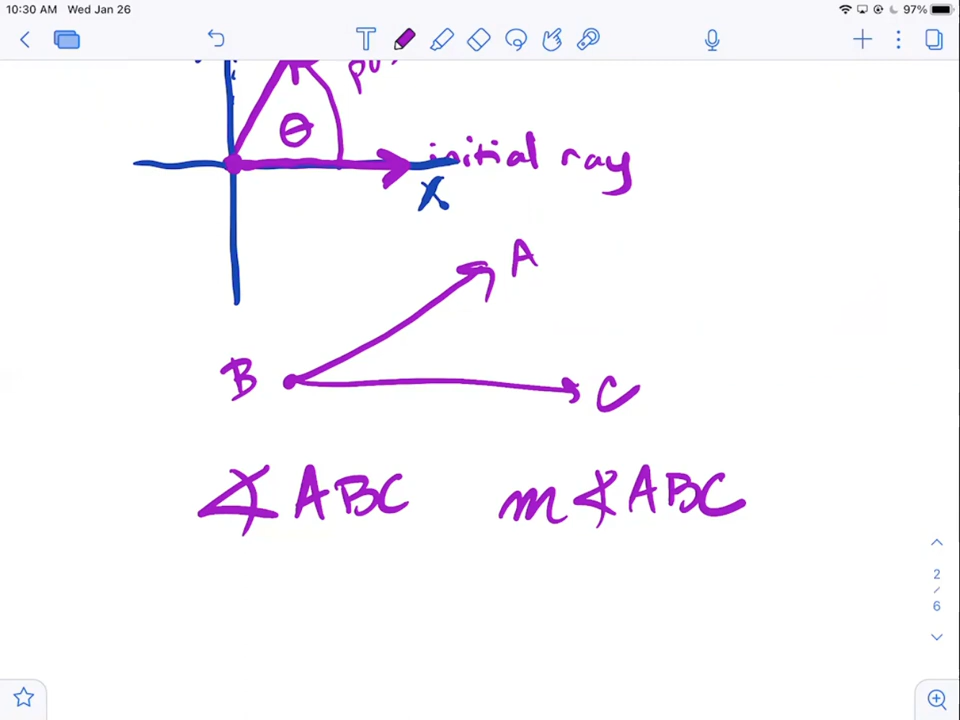 10:30 AM Wed Jan 26
97%
T
θ
initial ray
X
A
B
C
∡ABC m∡ABC
2
/
6